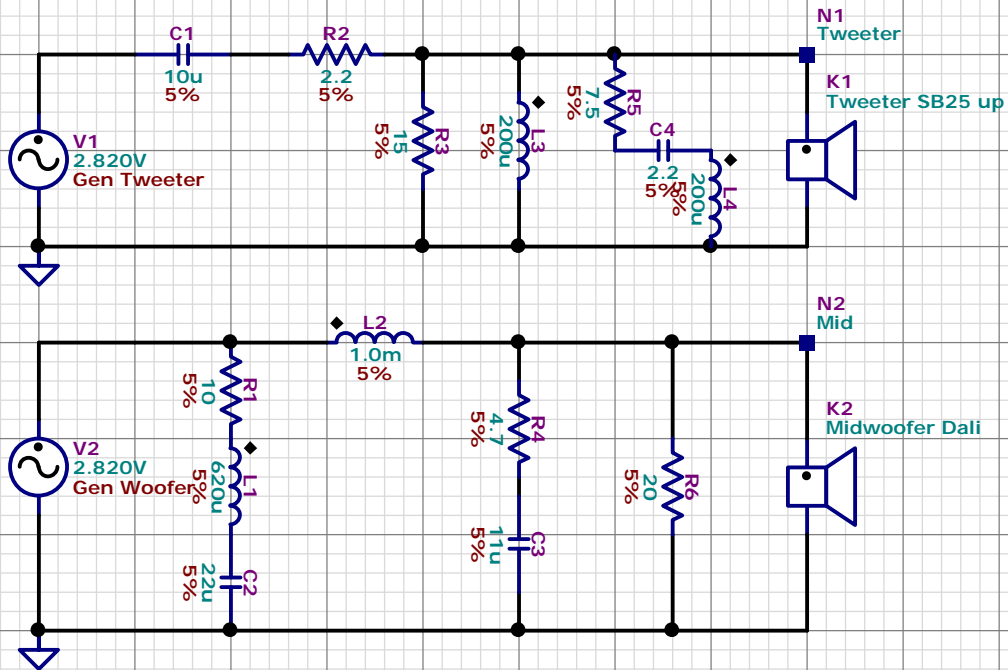 N1
Tweeter
C1
10u
5%
R2
2.2
5%
K1
Tweeter SB25 up
V1
2.820V
Gen Tweeter
R3
15
5%
L3
200u
5%
R5
7.5
5%
C4
2.2
5%
L4
200u
5%
N2
Mid
L2
1.0m
5%
R1
10
5%
K2
Midwoofer Dali
V2
2.820V
Gen Woofer
L1
620u
5%
R4
4.7
5%
R6
20
5%
C2
22u
5%
C3
11u
5%